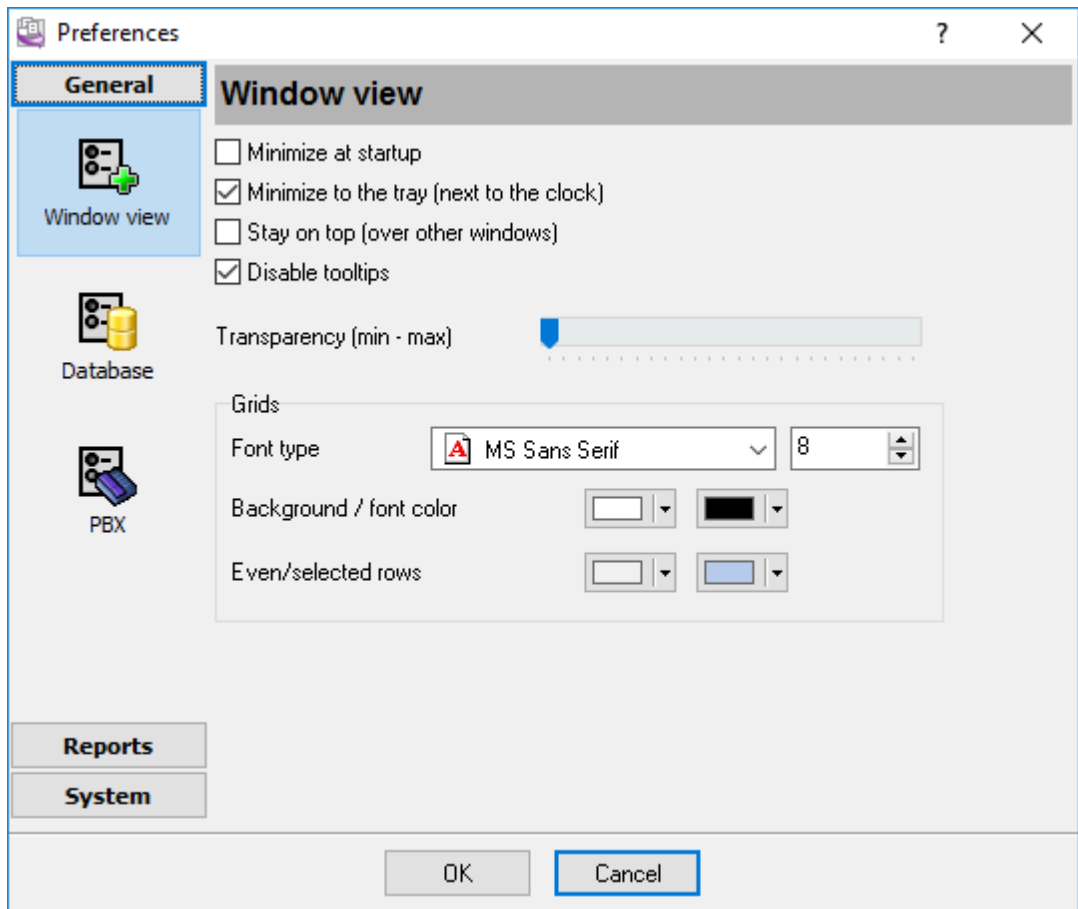 Preferences
?
General
Window view
Database
PBX
Reports
System
Window view
Minimize at startup
Minimize to the tray (next to the clock)
Stay on top (over other windows)
Disable tooltips
Transparency (min - max)
Grids
Font type
A MS Sans Serif
8
Background / font color
Even/selected rows
OK
Cancel